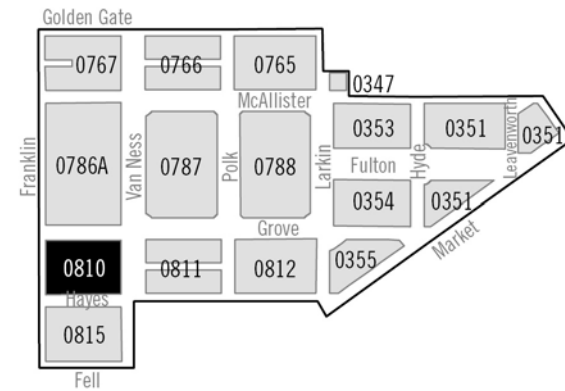 Golden Gate
0767
0766
0765
0347
McAllister
0353
0351
Leavenworth
0351
Franklin
0786A
Van Ness
0787
Polk
0788
Larkin
Fulton
Hyde
0354
0351
Grove
Market
0810
0811
0812
0355
Hayes
0815
Fell